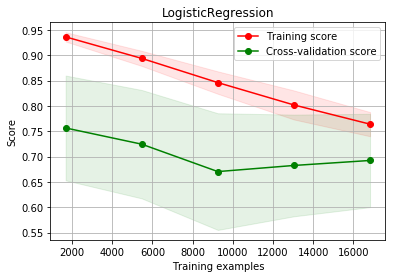 LogisticRegression
Training score
Cross-validation score
0.95
0.90
0.85
0.80
0.75
0.70
0.65
0.60
0.55
Score
2000 4000 6000 8000 10000 12000 14000 16000
Training examples